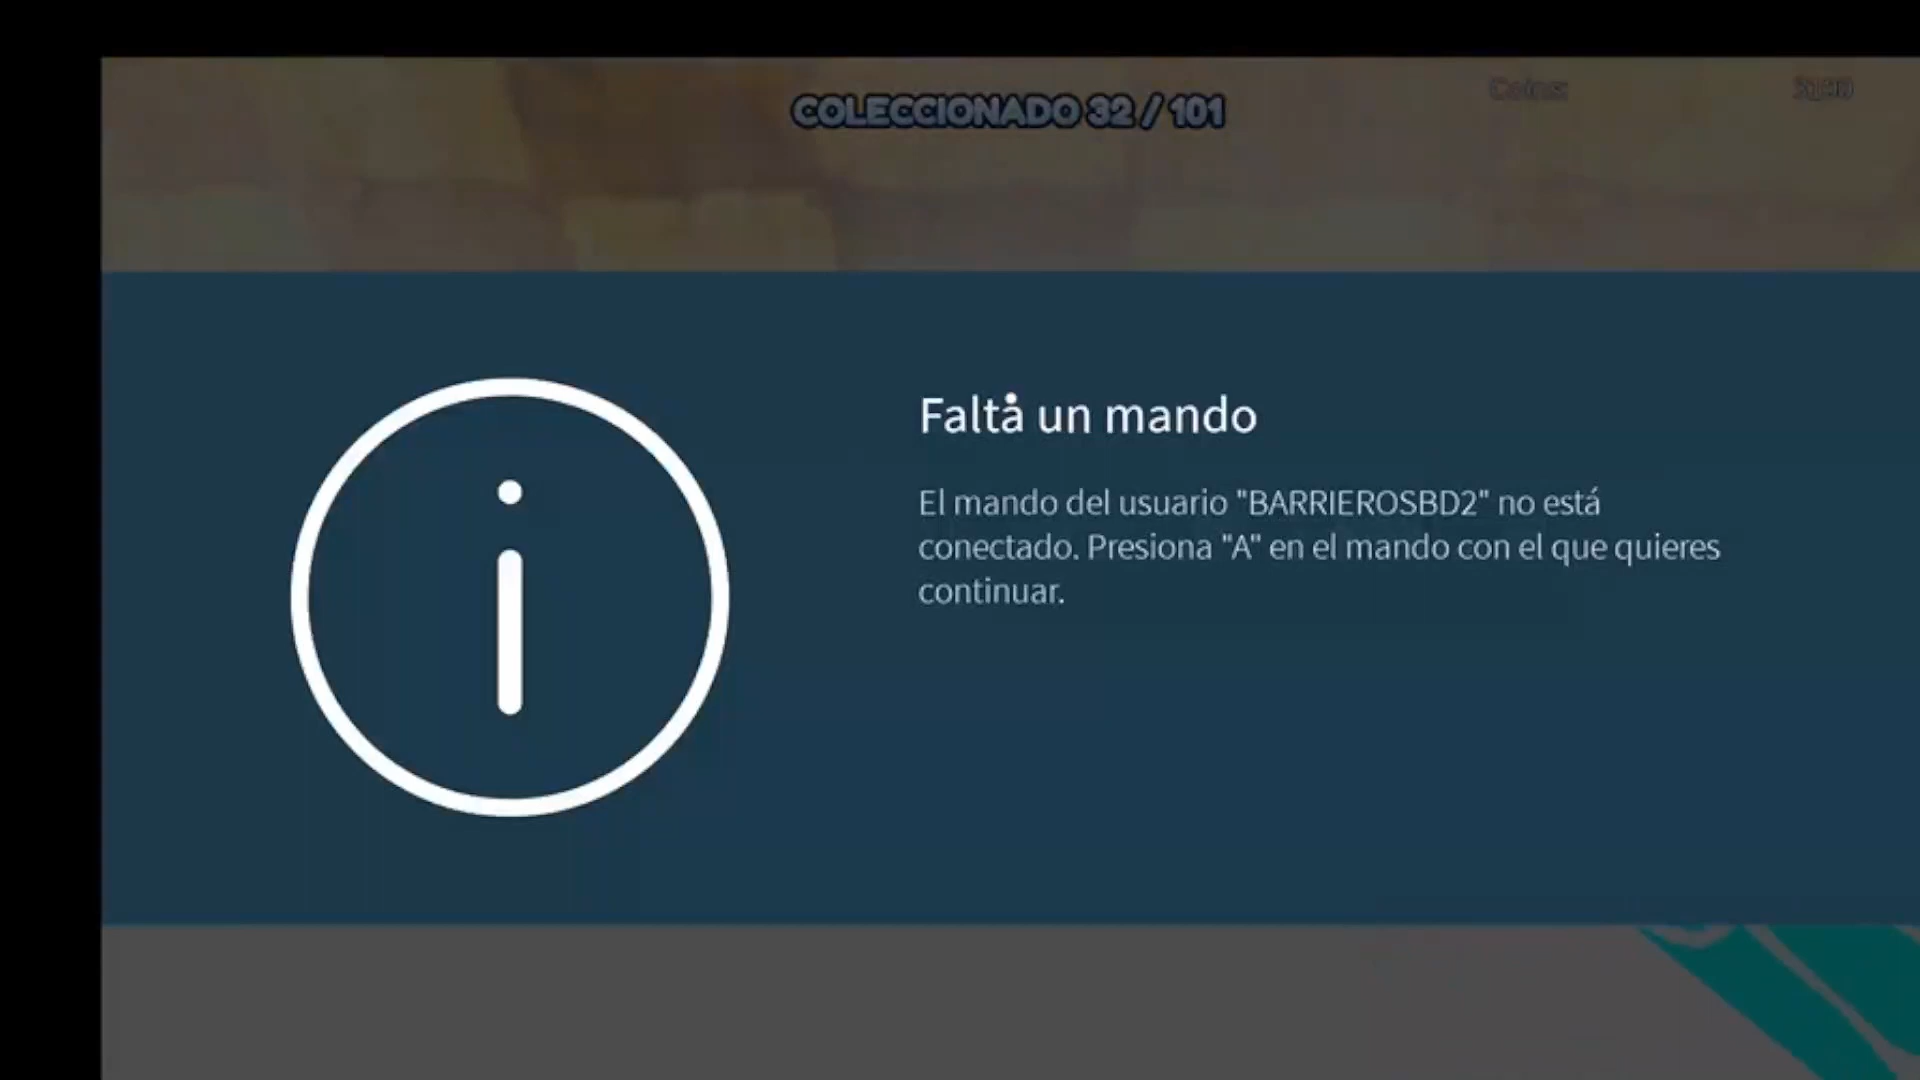 COLECCIONADO 32 / 101
Coins:
Falta un mando
El mando del usuario "BARRIEROSBD2" no está
conectado. Presiona "A" en el mando con el que quieres
continuar.